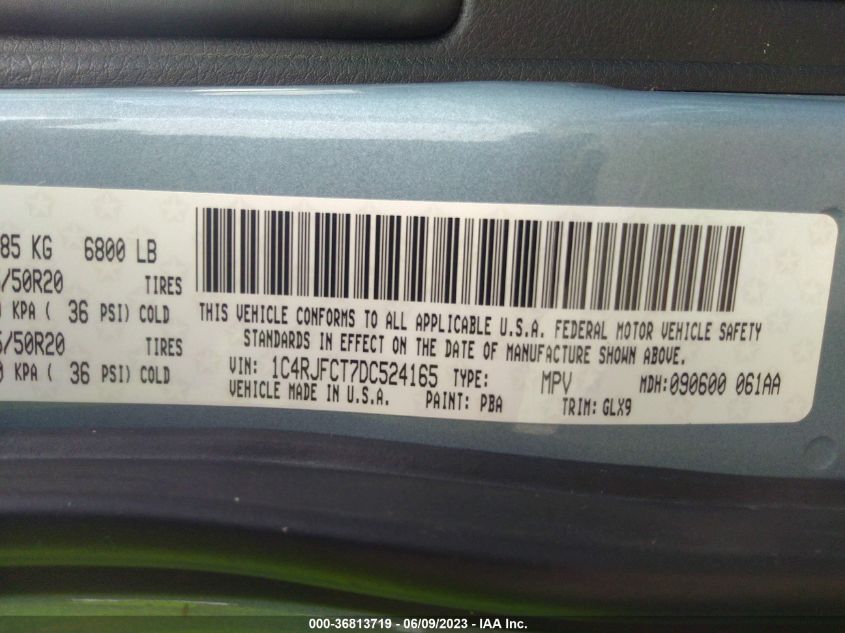 85 KG 6800 LB
/50R20 TIRES
KPA ( 36 PSI) COLD
/50R20 TIRES
KPA ( 36 PSI) COLD
THIS VEHICLE CONFORMS TO ALL APPLICABLE U.S.A. FEDERAL MOTOR VEHICLE SAFETY
STANDARDS IN EFFECT ON THE DATE OF MANUFACTURE SHOWN ABOVE.
VIN: 1C4RJFCT7DC524165 TYPE: MPV MDH:090600 061AA
VEHICLE MADE IN U.S.A. PAINT: PBA TRIM: GLX9
000-36813719 - 06/09/2023 - IAA Inc.